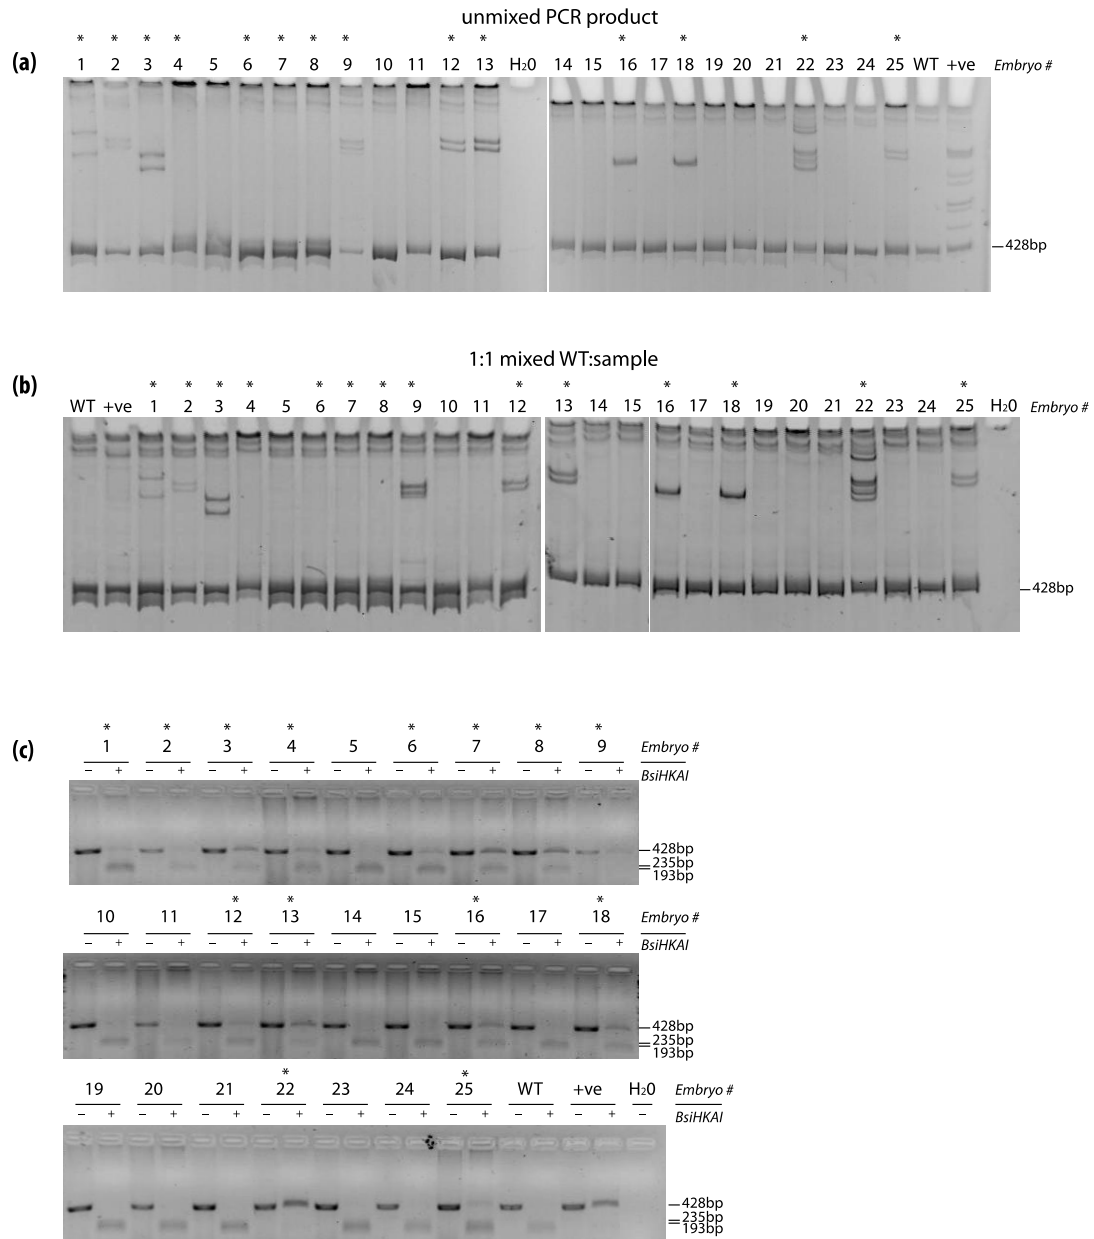 unmixed PCR product
* * * * * * * * * * * * * *
(a) 1 2 3 4 5 6 7 8 9 10 11 12 13 H20 14 15 16 17 18 19 20 21 22 23 24 25 WT +ve Embryo #
428bp
1:1 mixed WT:sample
(b) * * * * * * * * * * * * * *
WT +ve 1 2 3 4 5 6 7 8 9 10 11 12 13 14 15 16 17 18 19 20 21 22 23 24 25 H20 Embryo #
428bp
* * * * * * * *
(c) 1 2 3 4 5 6 7 8 9 Embryo #
– + – + – + – + – + – + – + – + – + BsiHKAI
428bp
235bp
193bp
* * * *
10 11 12 13 14 15 16 17 18 Embryo #
– + – + – + – + – + – + – + – + – + BsiHKAI
428bp
235bp
193bp
* *
19 20 21 22 23 24 25 WT +ve H20 Embryo #
– + – + – + – + – + – + – + – + – + – BsiHKAI
428bp
235bp
193bp